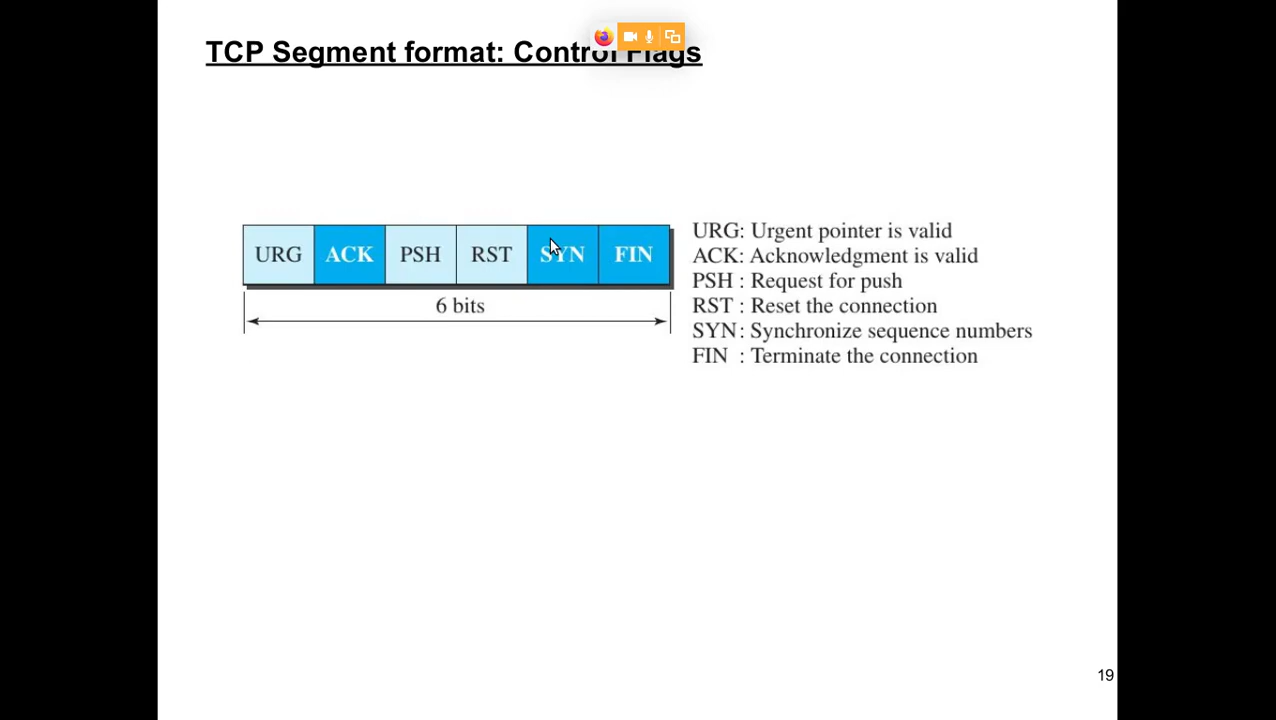 TCP Segment format: Control Flags
URG ACK PSH RST SYN FIN
6 bits
URG: Urgent pointer is valid
ACK: Acknowledgment is valid
PSH : Request for push
RST : Reset the connection
SYN: Synchronize sequence numbers
FIN : Terminate the connection
19